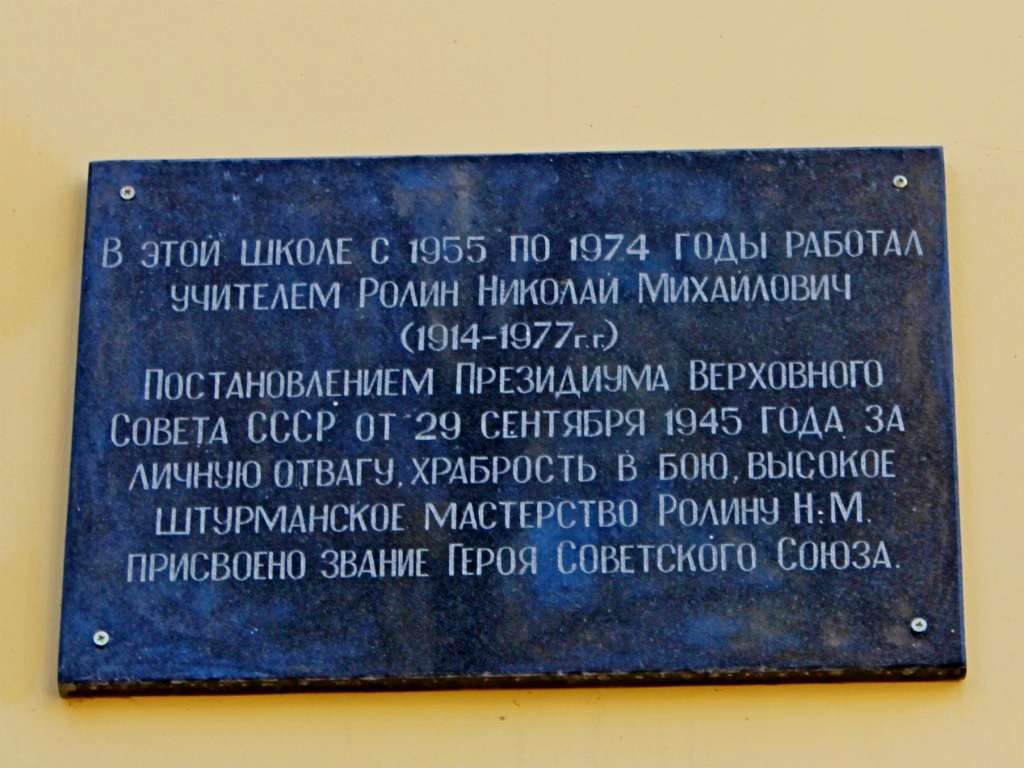 В ЭТОЙ ШКОЛЕ С 1955 ПО 1974 ГОДЫ РАБОТАЛ
УЧИТЕЛЕМ РОЛИН НИКОЛАЙ МИХАЙЛОВИЧ
(1914-1977г.г.)
ПОСТАНОВЛЕНИЕМ ПРЕЗИДИУМА ВЕРХОВНОГО
СОВЕТА СССР ОТ 29 СЕНТЯБРЯ 1945 ГОДА ЗА
ЛИЧНУЮ ОТВАГУ, ХРАБРОСТЬ В БОЮ, ВЫСОКОЕ
ШТУРМАНСКОЕ МАСТЕРСТВО РОЛИНУ Н.М.
ПРИСВОЕНО ЗВАНИЕ ГЕРОЯ СОВЕТСКОГО СОЮЗА.